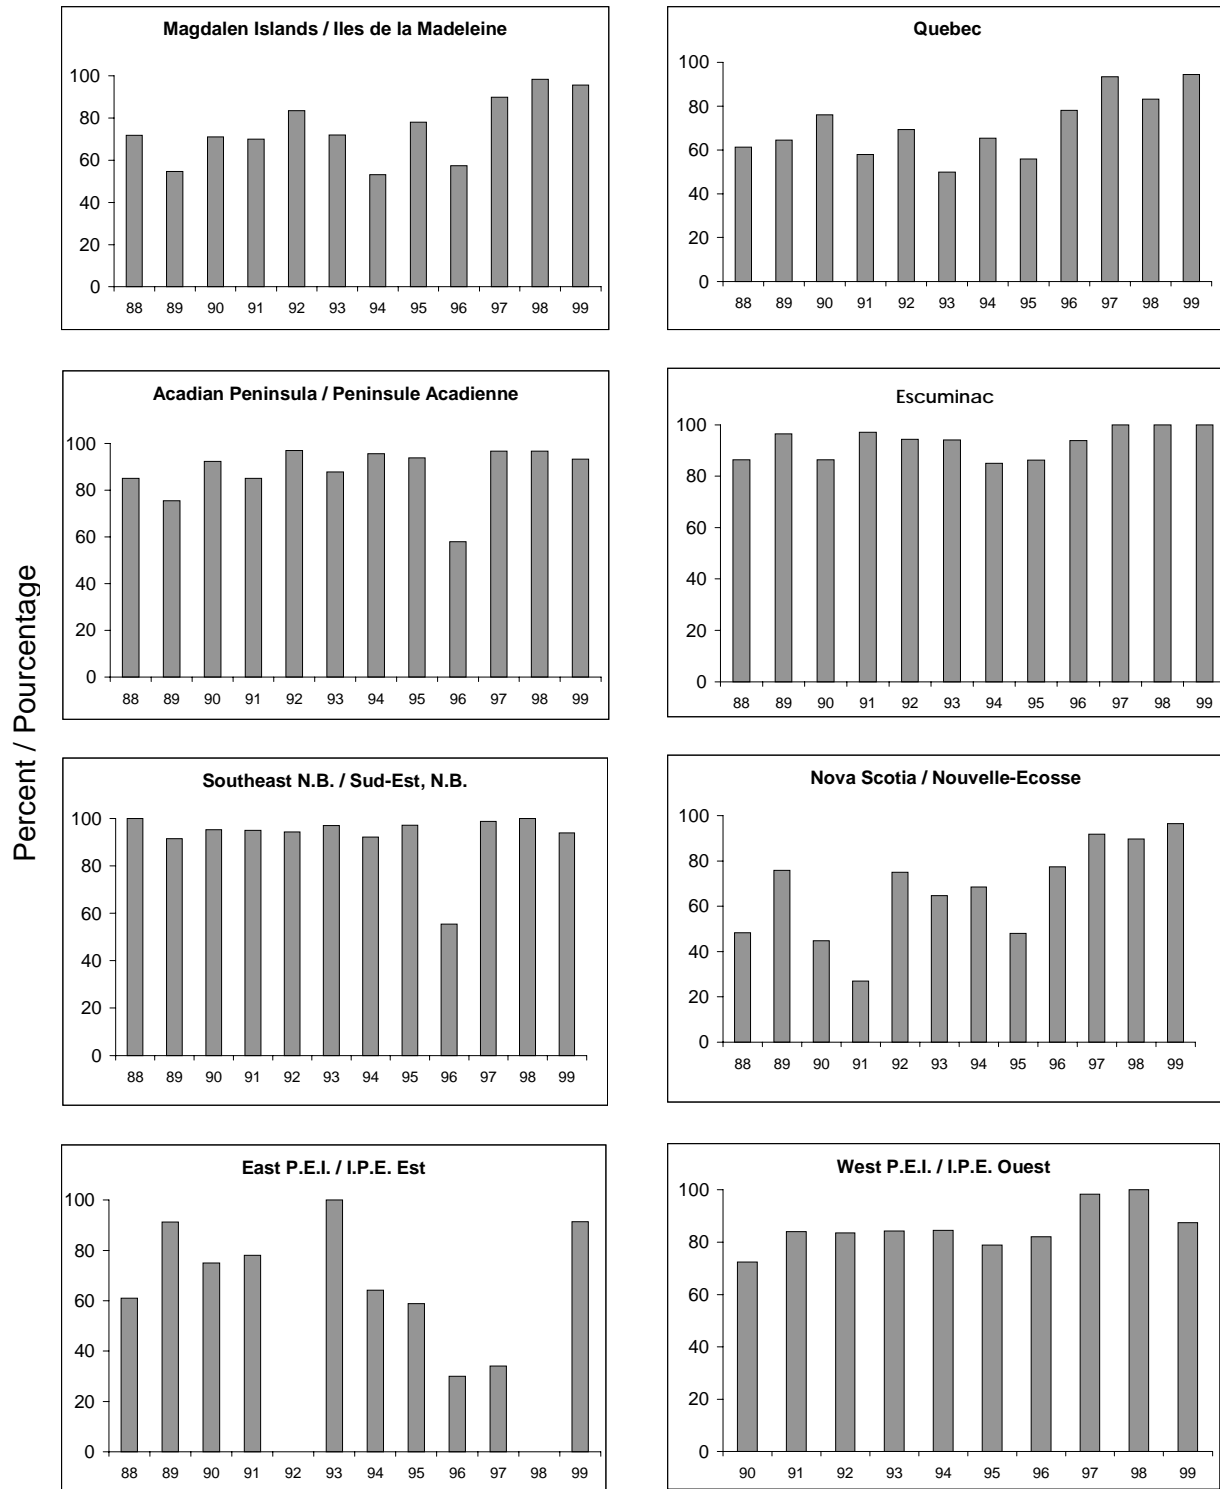 Percent / Pourcentage
Magdalen Islands / Iles de la Madeleine
100
80
60
40
20
0
88 89 90 91 92 93 94 95 96 97 98 99
Quebec
100
80
60
40
20
0
88 89 90 91 92 93 94 95 96 97 98 99
Acadian Peninsula / Peninsule Acadienne
100
80
60
40
20
0
88 89 90 91 92 93 94 95 96 97 98 99
Escuminac
100
80
60
40
20
0
88 89 90 91 92 93 94 95 96 97 98 99
Southeast N.B. / Sud-Est, N.B.
100
80
60
40
20
0
88 89 90 91 92 93 94 95 96 97 98 99
Nova Scotia / Nouvelle-Ecosse
100
80
60
40
20
0
88 89 90 91 92 93 94 95 96 97 98 99
East P.E.I. / I.P.E. Est
100
80
60
40
20
0
88 89 90 91 92 93 94 95 96 97 98 99
West P.E.I. / I.P.E. Ouest
100
80
60
40
20
0
90 91 92 93 94 95 96 97 98 99